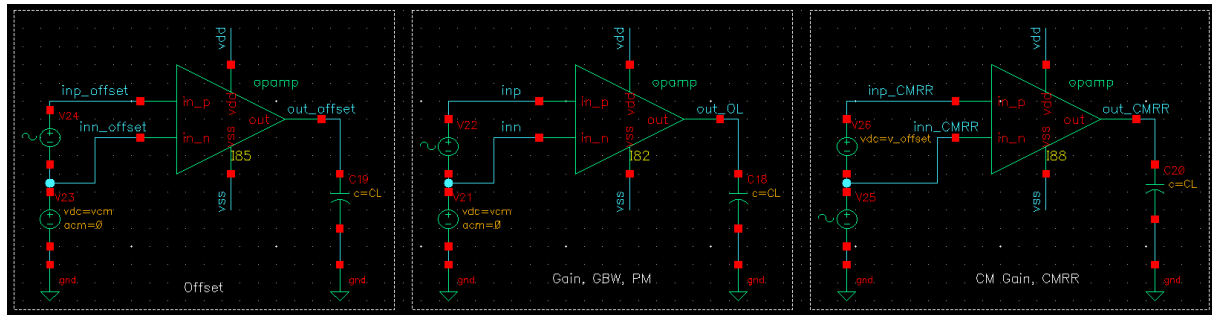 vdd
opamp
inp_offset
in_p
vdd
out_offset
V24
inn_offset
out
in_n
vss
I85
C19
c=CL
V23
vdc=vcm
acm=0
vss
gnd
gnd
Offset
vdd
opamp
inp
in_p
vdd
out_OL
V22
inn
out
in_n
vss
I82
C18
c=CL
V21
vdc=vcm
acm=0
vss
gnd
gnd
Gain, GBW, PM
vdd
opamp
inp_CMRR
in_p
vdd
out_CMRR
V26
inn_CMRR
out
vdc=v_offset
in_n
vss
I88
C20
c=CL
V25
vss
gnd
gnd
CM Gain, CMRR